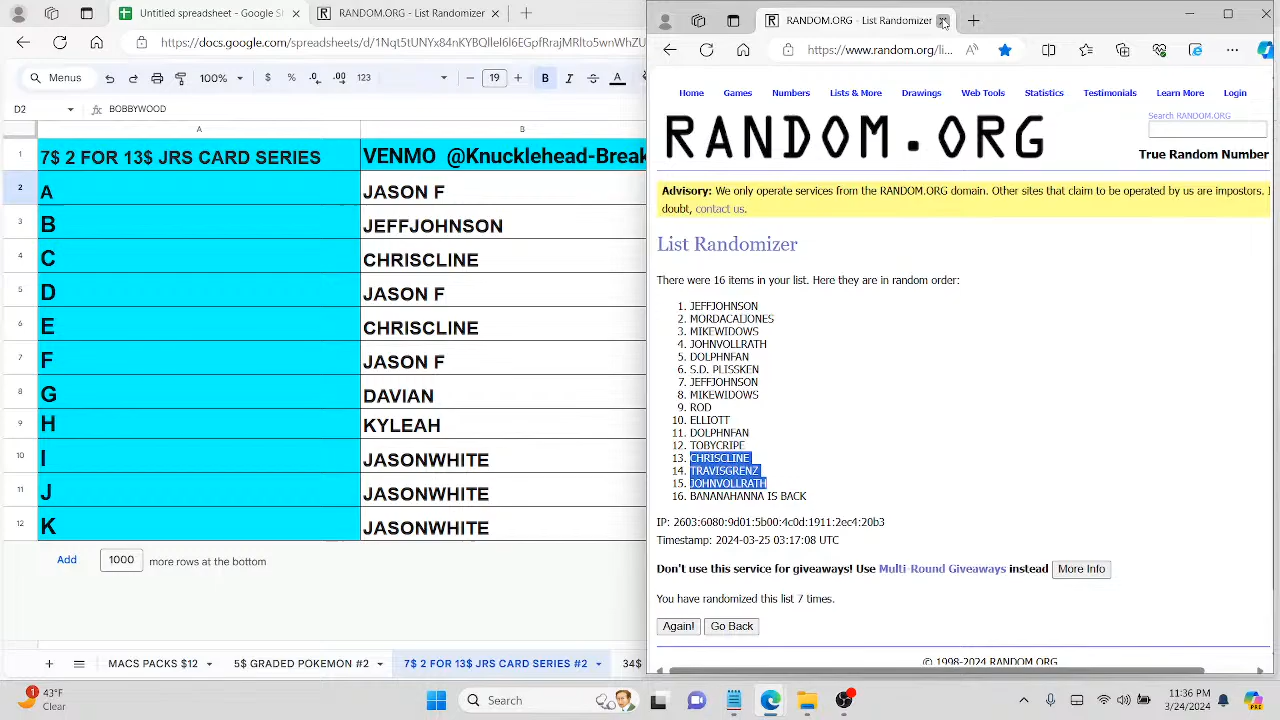 Untitled spreadsheet - Google S
RANDOM.ORG - List Randomizer
https://docs.google.com/spreadsheets/d/1NqL5tUNYx84nKYBQlleI6I6EGpfRrajNtRIto5wnWhZU
Menus
100%
$
%
.0
.00
123
19
B
I
A
D2
fx
BOBBYWOOD
A
B
7$ 2 FOR 13$ JRS CARD SERIES
VENMO @Knucklehead-Break
2
A
JASON F
3
B
JEFFJOHNSON
C
CHRISCLINE
5
D
JASON F
E
CHRISCLINE
7
F
JASON F
8
G
DAVIAN
9
H
KYLEAH
10
I
JASONWHITE
11
J
JASONWHITE
12
K
JASONWHITE
Add
1000
more rows at the bottom
MACS PACKS $12
5$ GRADED POKEMON #2
7$ 2 FOR 13$ JRS CARD SERIES #2
34$
RANDOM.ORG - List Randomizer
https://www.random.org/li...
Home
Games
Numbers
Lists & More
Drawings
Web Tools
Statistics
Testimonials
Learn More
Login
RANDOM.ORG
Search RANDOM.ORG
True Random Number
Advisory: We only operate services from the RANDOM.ORG domain. Other sites that claim to be operated by us are impostors. I
doubt, contact us.
List Randomizer
There were 16 items in your list. Here they are in random order:
1. JEFFJOHNSON
2. MORDACAIJONES
3. MIKEWIDOWS
4. JOHNVOLLRATH
5. DOLPHNFAN
6. S.D. PLISSKEN
7. JEFFJOHNSON
8. MIKEWIDOWS
9. ROD
10. ELLIOTT
11. DOLPHNFAN
12. TOBYCRIPE
13. CHRISCLINE
14. TRAVISGRENZ
15. JOHNVOLLRATH
16. BANANAHANNA IS BACK
IP: 2603:6080:9d01:5b00:4c0d:1911:2ec4:20b3
Timestamp: 2024-03-25 03:17:08 UTC
Don't use this service for giveaways! Use Multi-Round Giveaways instead
More Info
You have randomized this list 7 times.
Again!
Go Back
© 1998-2024 RANDOM.ORG
1
43°F
Search
11:36 PM
3/24/2024